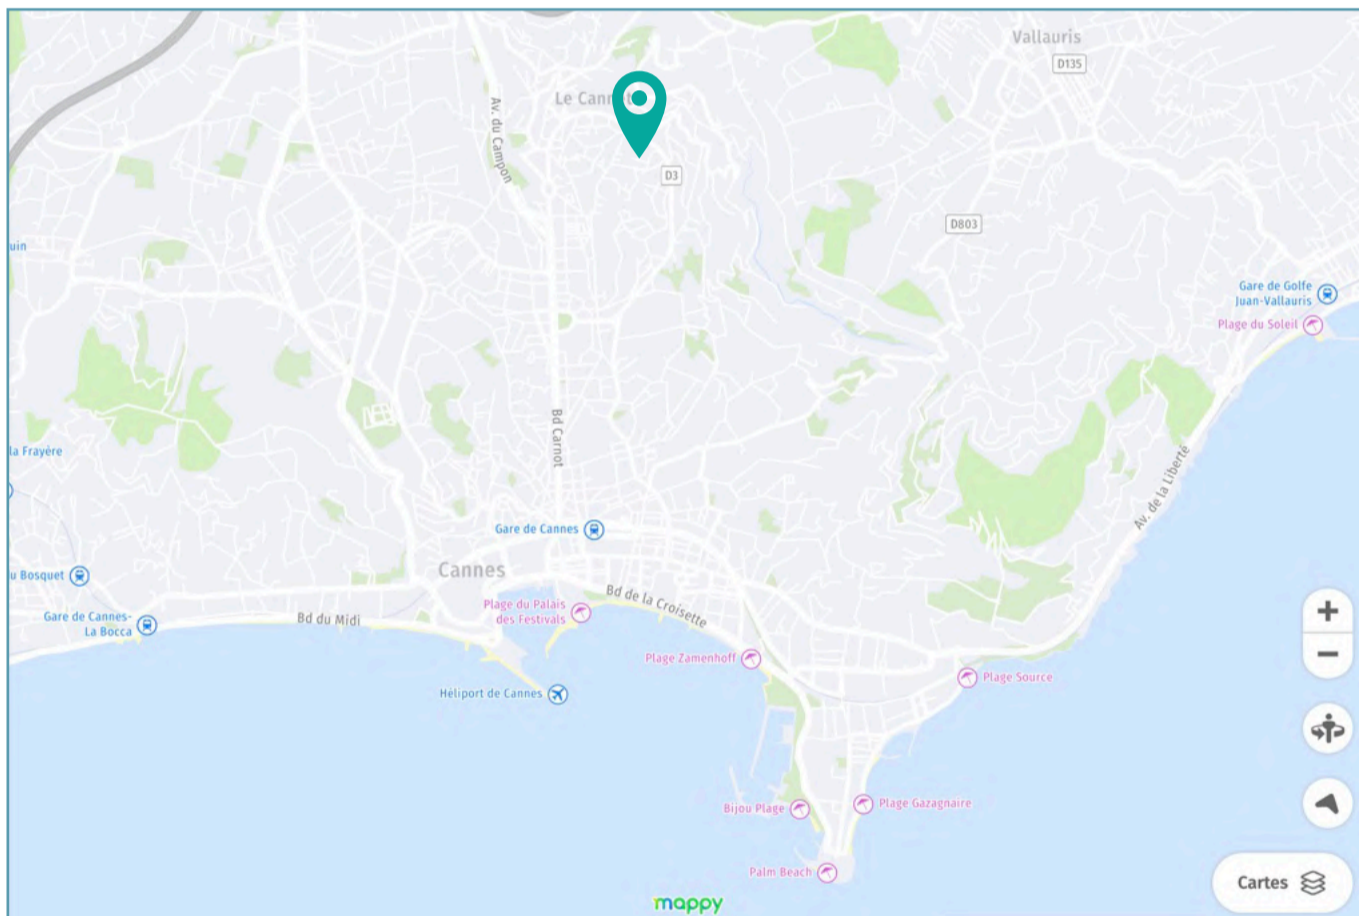 Vallauris
D135
Le Cannet
Av. du Campon
D3
D803
uin
Gare de Golfe
Juan-Vallauris
Plage du Soleil
la Frayère
Bd Carnot
Av. de la Liberté
Gare de Cannes
Cannes
u Bosquet
Plage du Palais
des Festivals
Bd de la Croisette
Gare de Cannes-
La Bocca
Bd du Midi
Plage Zamenhoff
Plage Source
Héliport de Cannes
Bijou Plage
Plage Gazagnaire
Palm Beach
Cartes
mappy